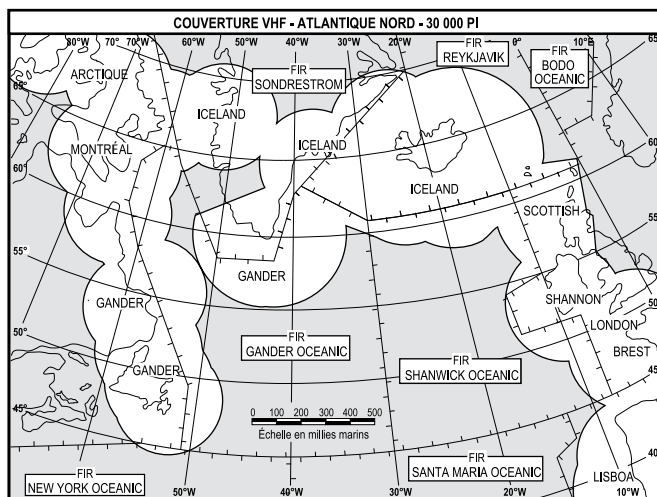 COUVERTURE VHF - ATLANTIQUE NORD - 30 000 PI
80°W 70°W 60°W 50°W 40°W 30°W 20°W 0° 10°E
FIR
REYKJAVIK
FIR
SONDRESTROM
FIR
BODO
OCEANIC
65°
65°
ARCTIQUE
ICELAND
MONTRÉAL
ICELAND
ICELAND
60°
60°
SCOTTISH
55°
55°
GANDER
SHANNON
50°
GANDER
LONDON
FIR
GANDER OCEANIC
BREST
50°
FIR
SHANWICK OCEANIC
GANDER
45°
45°
0 100 200 300 400 500
Échelle en millies marins
40°
FIR
NEW YORK OCEANIC
FIR
SANTA MARIA OCEANIC
LISBOA
50°W 40°W 30°W 20°W 10°W